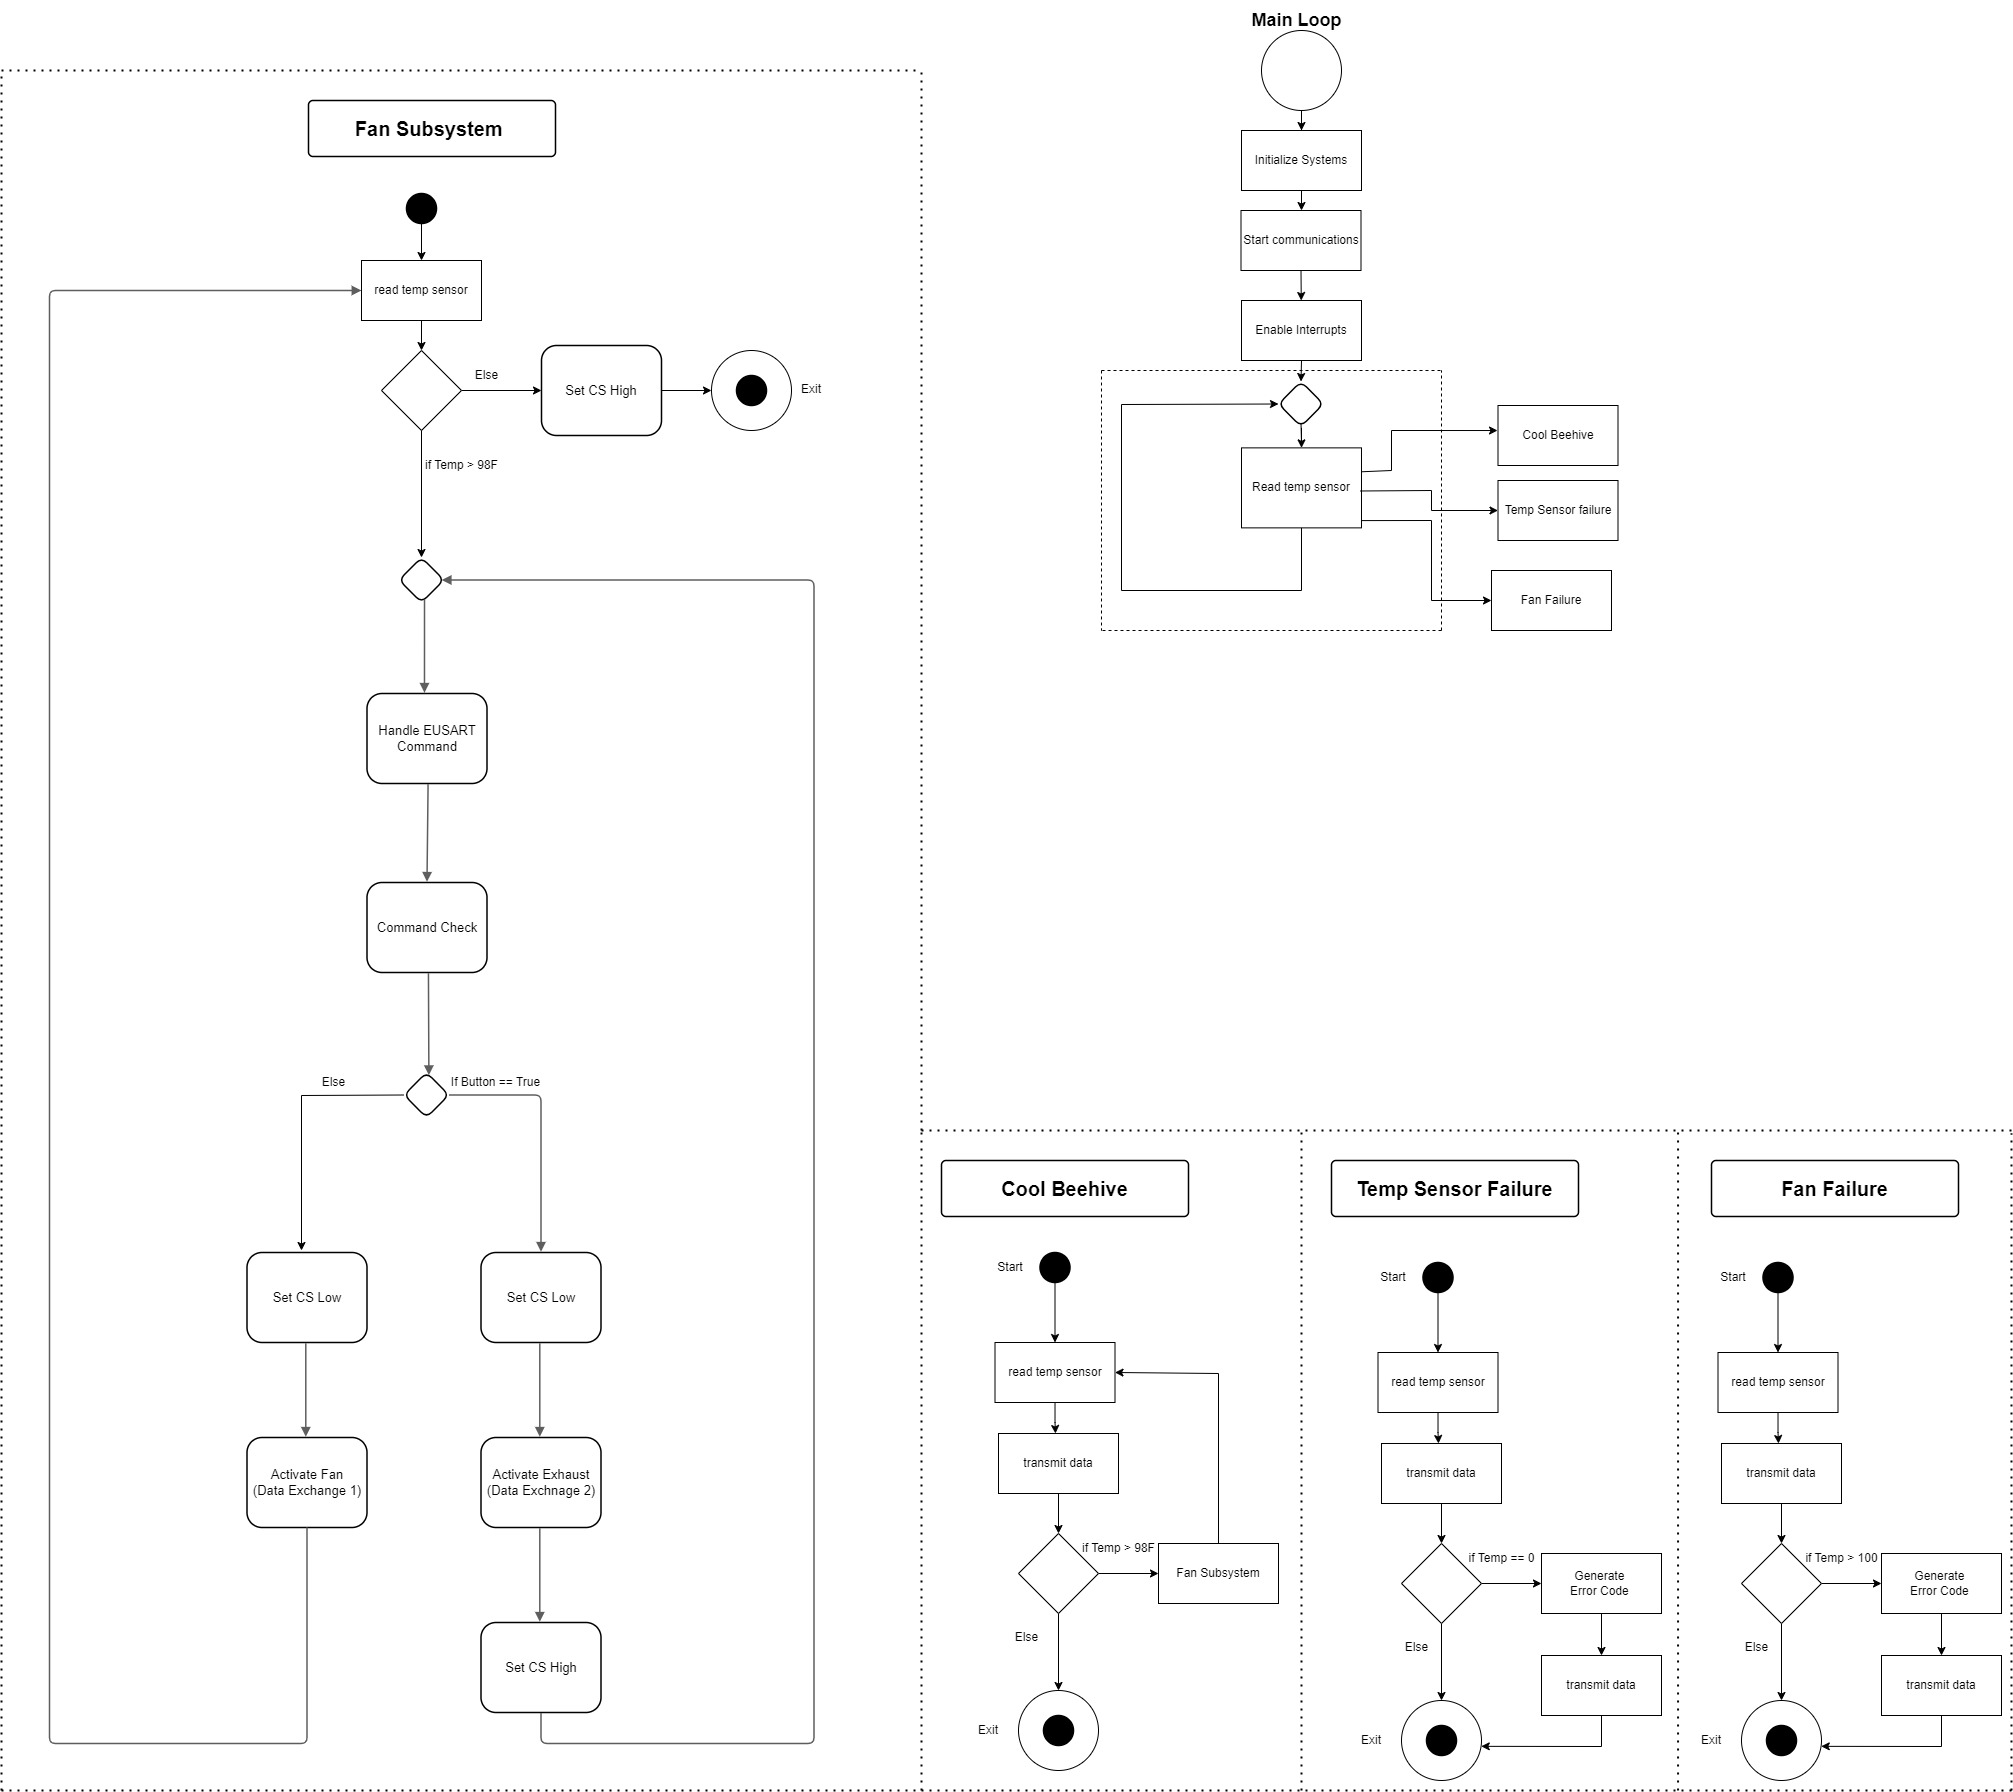 Main Loop
Initialize Systems
Start communications
Enable Interrupts
Read temp sensor
Cool Beehive
Temp Sensor failure
Fan Failure
Fan Subsystem
read temp sensor
Else
Set CS High
Exit
if Temp > 98F
Handle EUSART
Command
Command Check
Else
If Button == True
Set CS Low
Set CS Low
Activate Fan
(Data Exchange 1)
Activate Exhaust
(Data Exchnage 2)
Set CS High
Cool Beehive
Start
read temp sensor
transmit data
if Temp > 98F
Fan Subsystem
Else
Exit
Temp Sensor Failure
Start
read temp sensor
transmit data
if Temp == 0
Generate
Error Code
Else
transmit data
Exit
Fan Failure
Start
read temp sensor
transmit data
if Temp > 100
Generate
Error Code
Else
transmit data
Exit